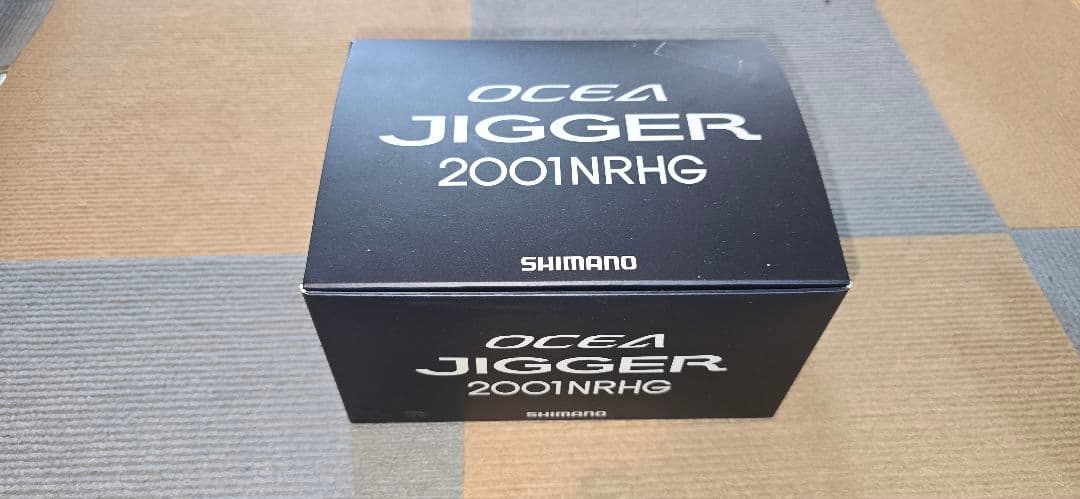 OCEA
JIGGER
2001NRHG
SHIMANO
OCEA
JIGGER
2001NRHG
SHIMANO